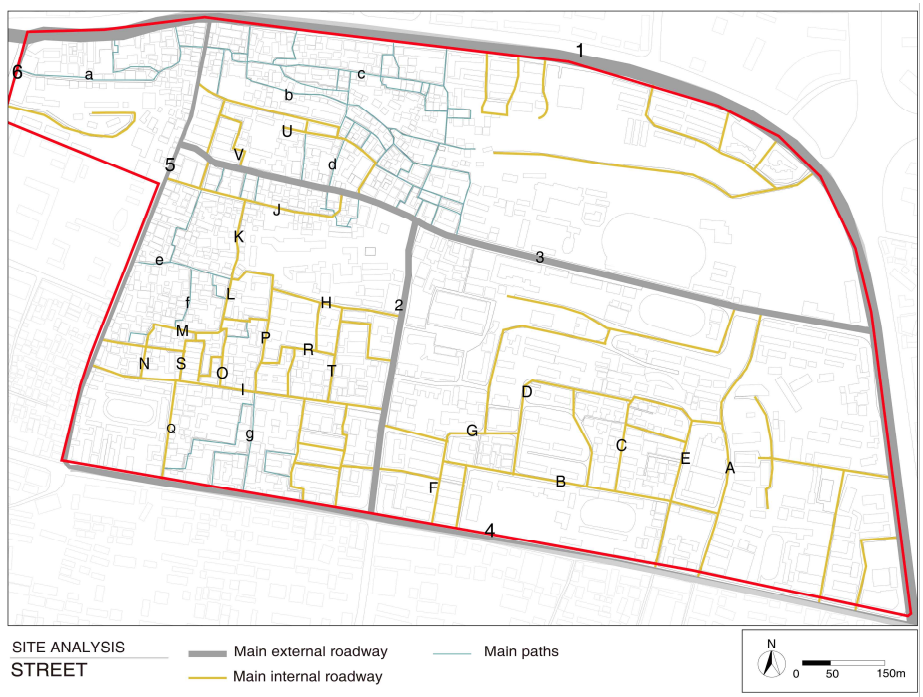 1
6
a
c
b
U
V
d
5
J
K
3
e
L
f
H
2
M
P
R
N
S
O
T
I
D
Q
g
G
C
E
A
B
F
4
SITE ANALYSIS
STREET
Main external roadway
Main paths
Main internal roadway
N
0 50 150m